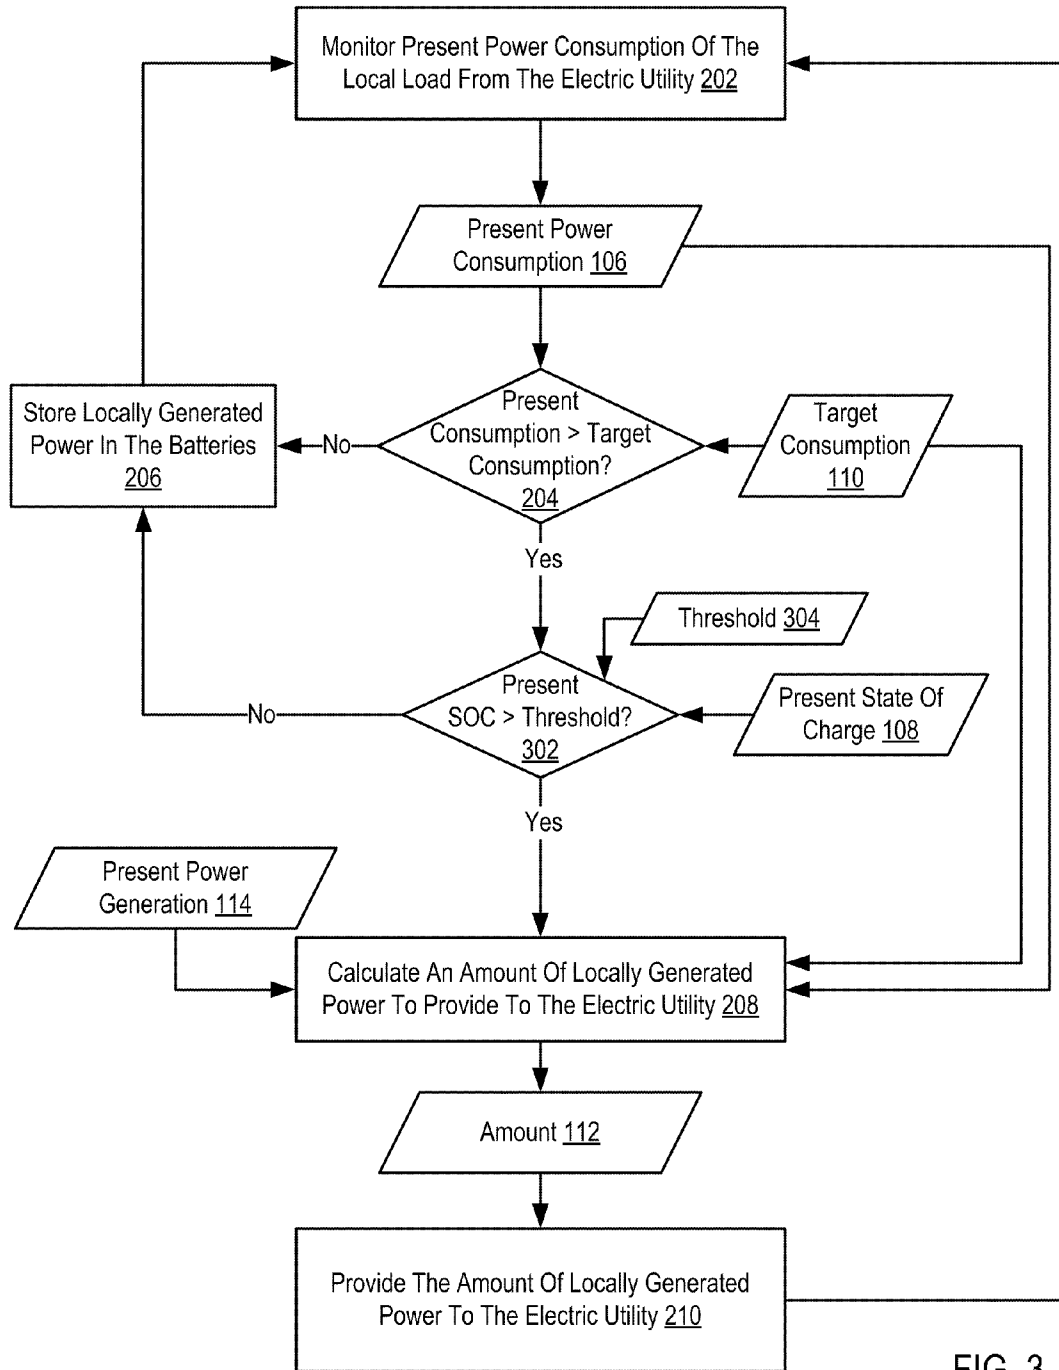 Monitor Present Power Consumption Of The
Local Load From The Electric Utility 202
Present Power
Consumption 106
Present
Consumption > Target
Consumption?
204
Target
Consumption
110
No
Store Locally Generated
Power In The Batteries
206
Yes
Threshold 304
Present
SOC > Threshold?
302
Present State Of
Charge 108
No
Yes
Present Power
Generation 114
Calculate An Amount Of Locally Generated
Power To Provide To The Electric Utility 208
Amount 112
Provide The Amount Of Locally Generated
Power To The Electric Utility 210
FIG. 3